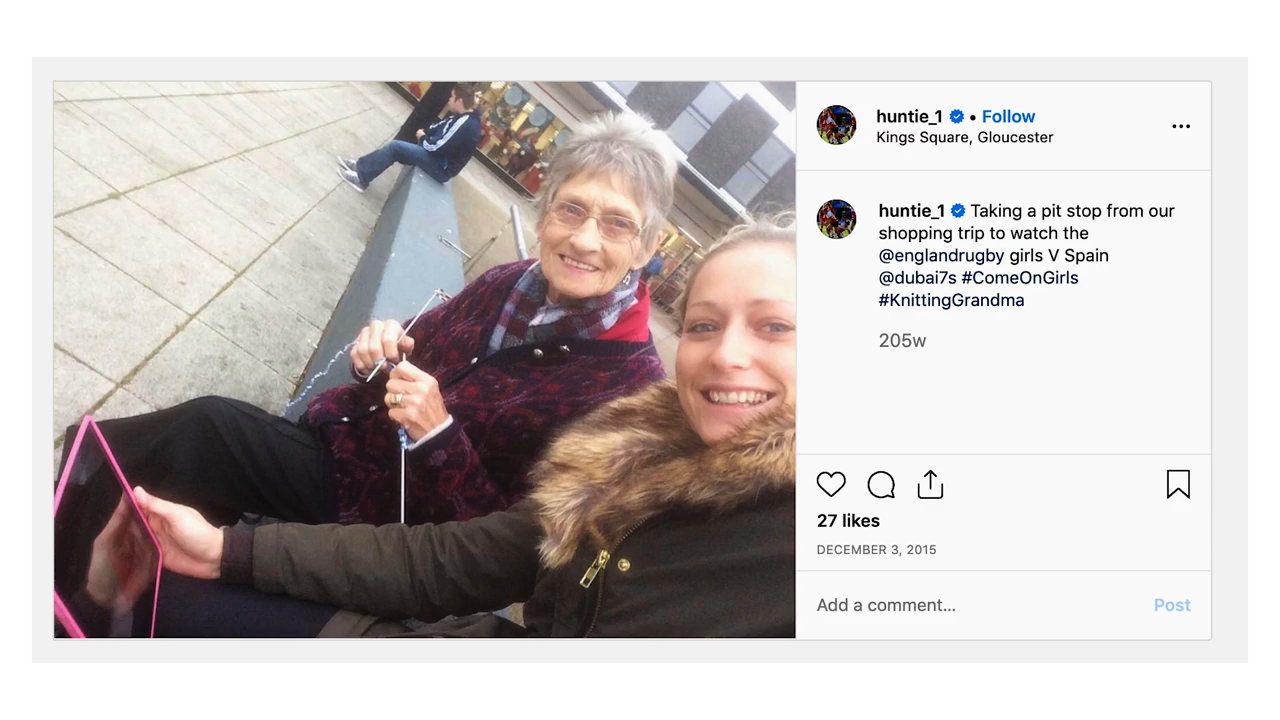 huntie_1 • Follow
Kings Square, Gloucester
huntie_1 Taking a pit stop from our
shopping trip to watch the
@englandrugby girls V Spain
@dubai7s #ComeOnGirls
#KnittingGrandma
205w
27 likes
DECEMBER 3, 2015
Add a comment... Post